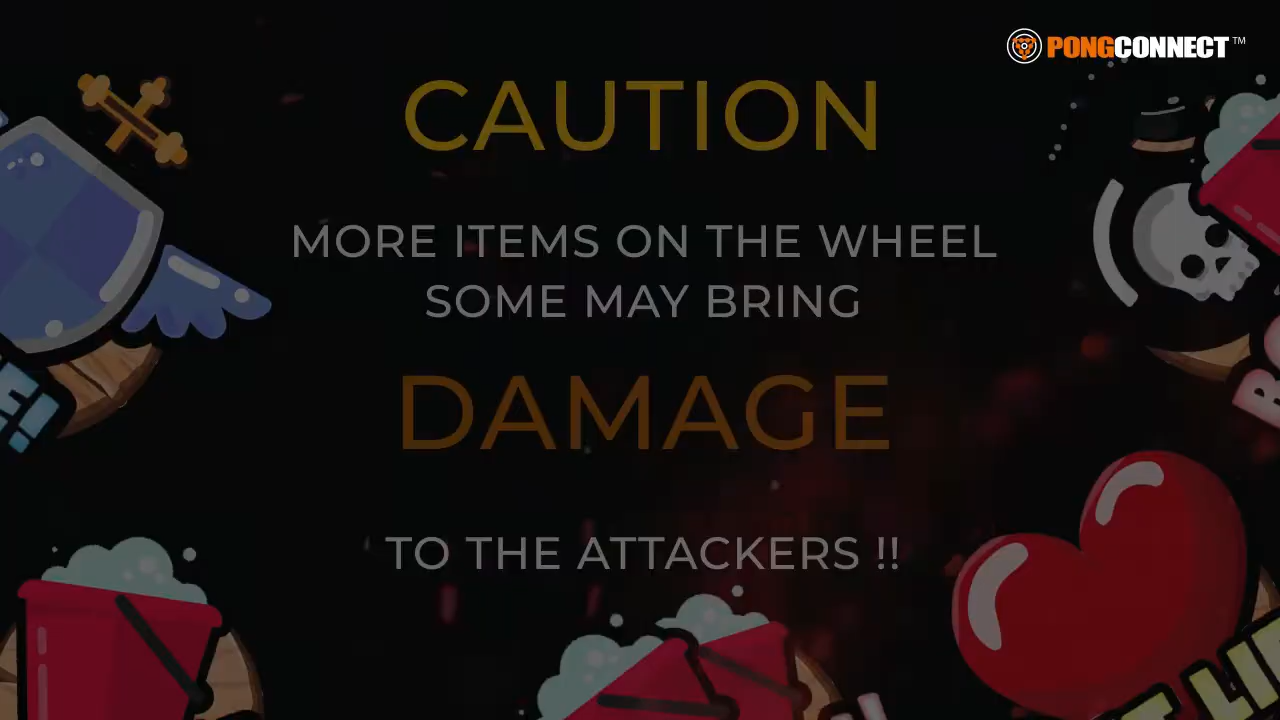 PONGCONNECT™
CAUTION
MORE ITEMS ON THE WHEEL
SOME MAY BRING
DAMAGE
TO THE ATTACKERS !!